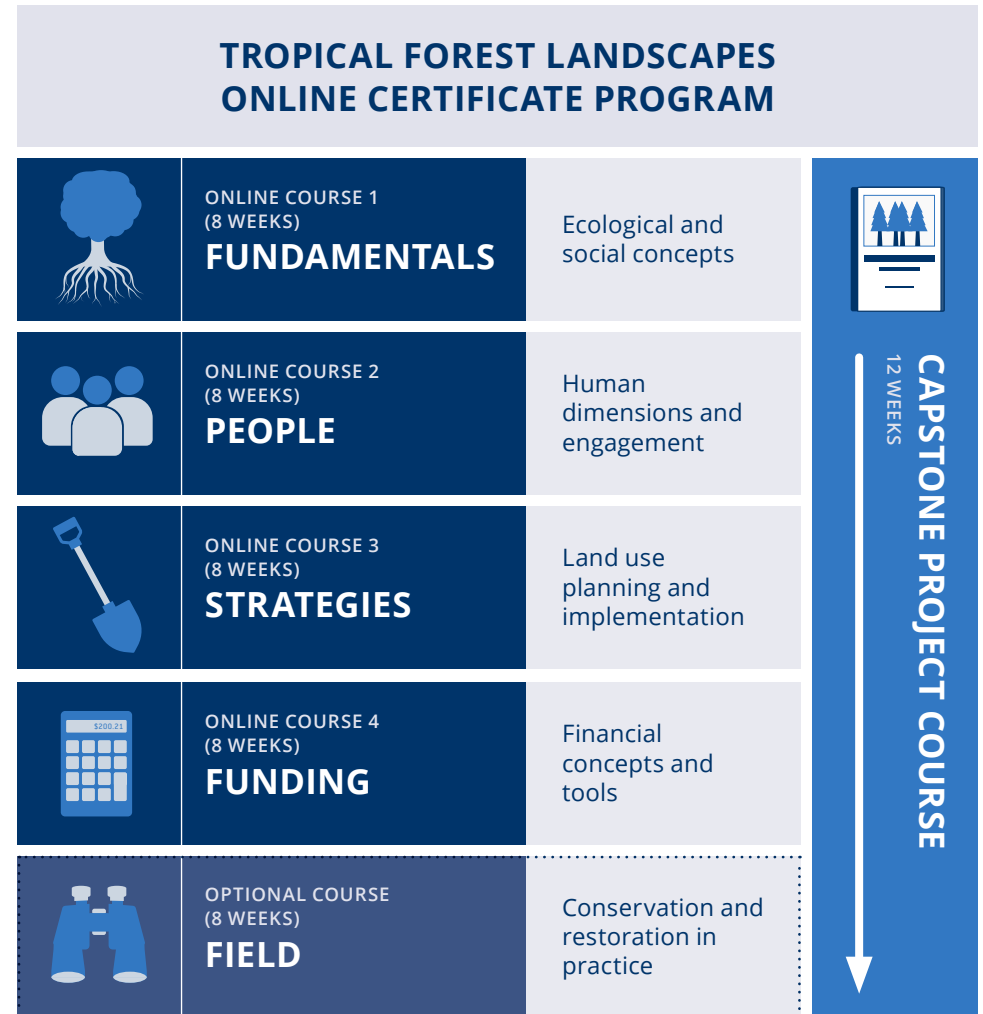 TROPICAL FOREST LANDSCAPES
ONLINE CERTIFICATE PROGRAM
ONLINE COURSE 1
(8 WEEKS)
FUNDAMENTALS
Ecological and
social concepts
ONLINE COURSE 2
(8 WEEKS)
PEOPLE
Human
dimensions and
engagement
ONLINE COURSE 3
(8 WEEKS)
STRATEGIES
Land use
planning and
implementation
$200.21
ONLINE COURSE 4
(8 WEEKS)
FUNDING
Financial
concepts and
tools
OPTIONAL COURSE
(8 WEEKS)
FIELD
Conservation and
restoration in
practice
CAPSTONE PROJECT COURSE
12 WEEKS